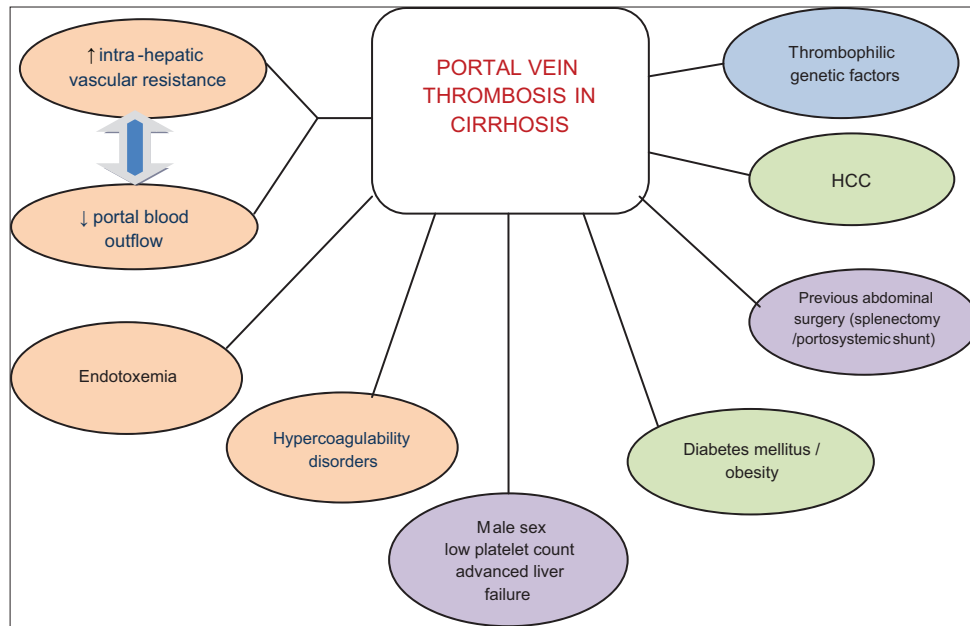 ↑ intra-hepatic
vascular resistance
PORTAL VEIN
THROMBOSIS IN
CIRRHOSIS
Thrombophilic
genetic factors
HCC
↓ portal blood
outflow
Previous abdominal
surgery (splenectomy
/portosystemic shunt)
Endotoxemia
Hypercoagulability
disorders
Diabetes mellitus /
obesity
Male sex
low platelet count
advanced liver
failure